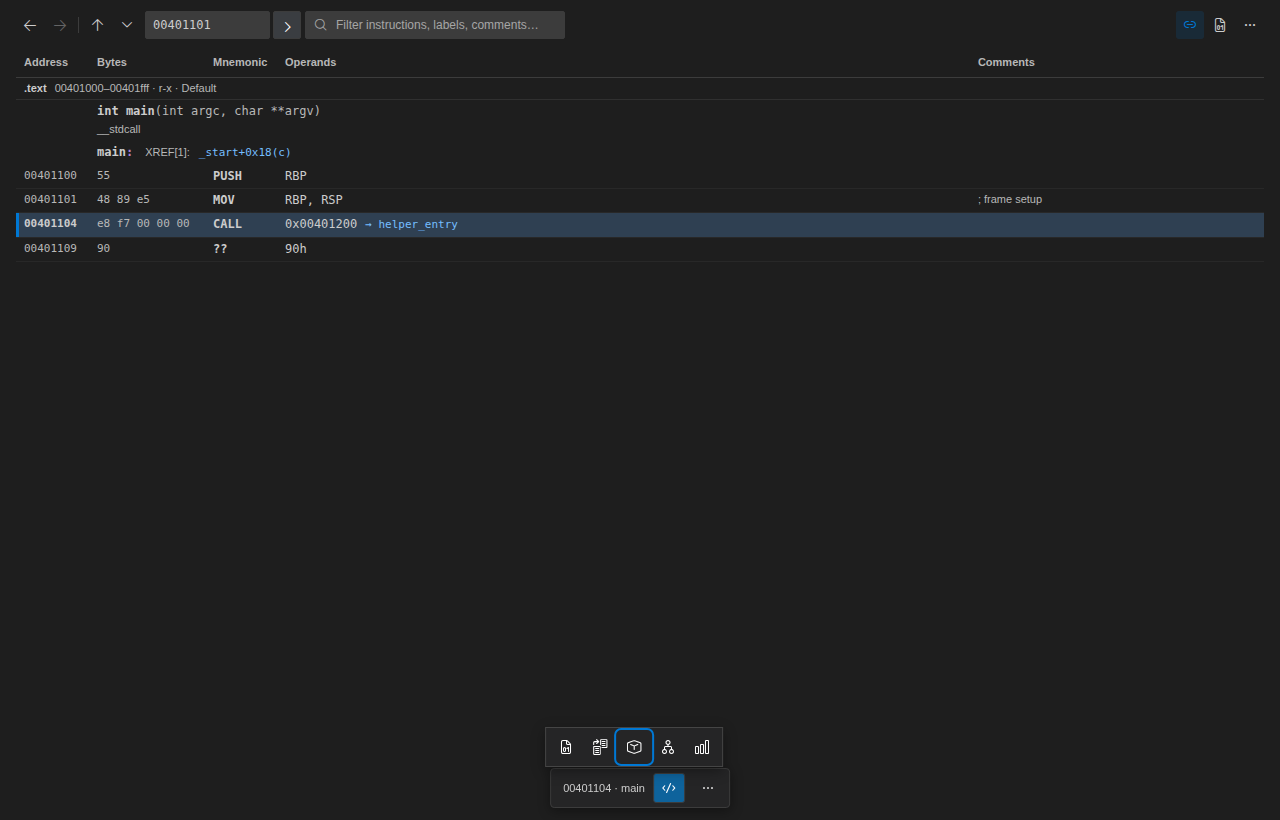 00401101 Filter instructions, labels, comments…
Address Bytes Mnemonic Operands Comments
.text 00401000–00401fff · r-x · Default
int main(int argc, char **argv)
__stdcall
main: XREF[1]: _start+0x18(c)
00401100 55 PUSH RBP
00401101 48 89 e5 MOV RBP, RSP ; frame setup
00401104 e8 f7 00 00 00 CALL 0x00401200 → helper_entry
00401109 90 ?? 90h
00401104 · main